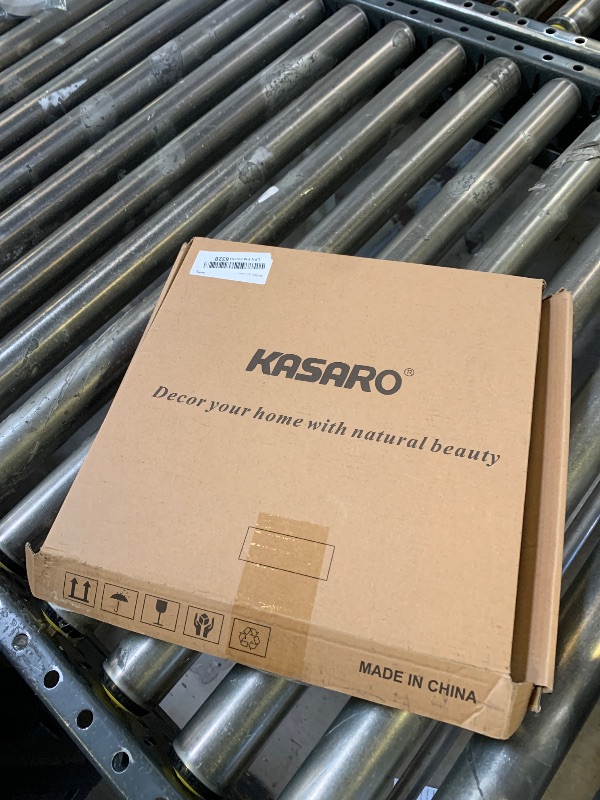 KASARO®
Decor your home with natural beauty
MADE IN CHINA